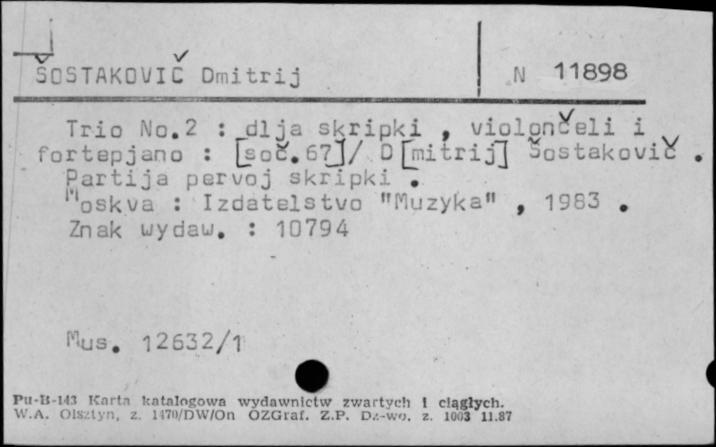 ŠOSTAKOVIČ Dmitrij N 11898
Trio No.2 : dlja skripki , violončeli i
fortepjano : [soč.67]/ D[mitrij] Šostakovič .
Partija pervoj skripki .
Moskva : Izdatelstvo "Muzyka" , 1983 .
Znak wydaw. : 10794
Mus. 12632/1
Pu-B-143 Karta katalogowa wydawnictw zwartych i ciągłych.
W.A. Olsztyn, z. 1470/DW/On OZGraf. Z.P. Dz-wo. z. 1003 11.87